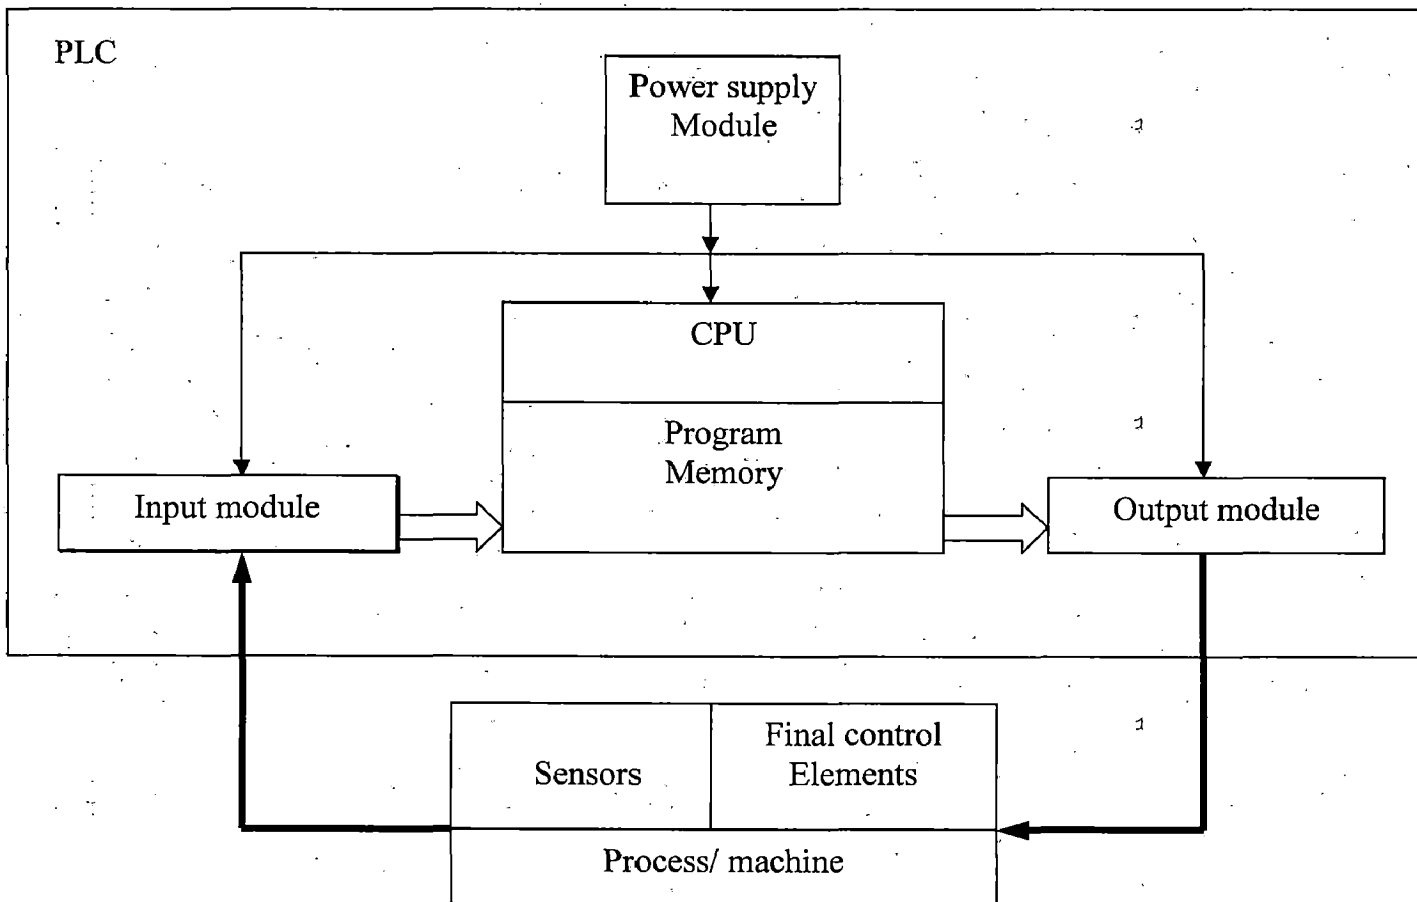 PLC
Power supply
Module
CPU
Program
Memory
Input module
Output module
Sensors
Final control
Elements
Process/ machine